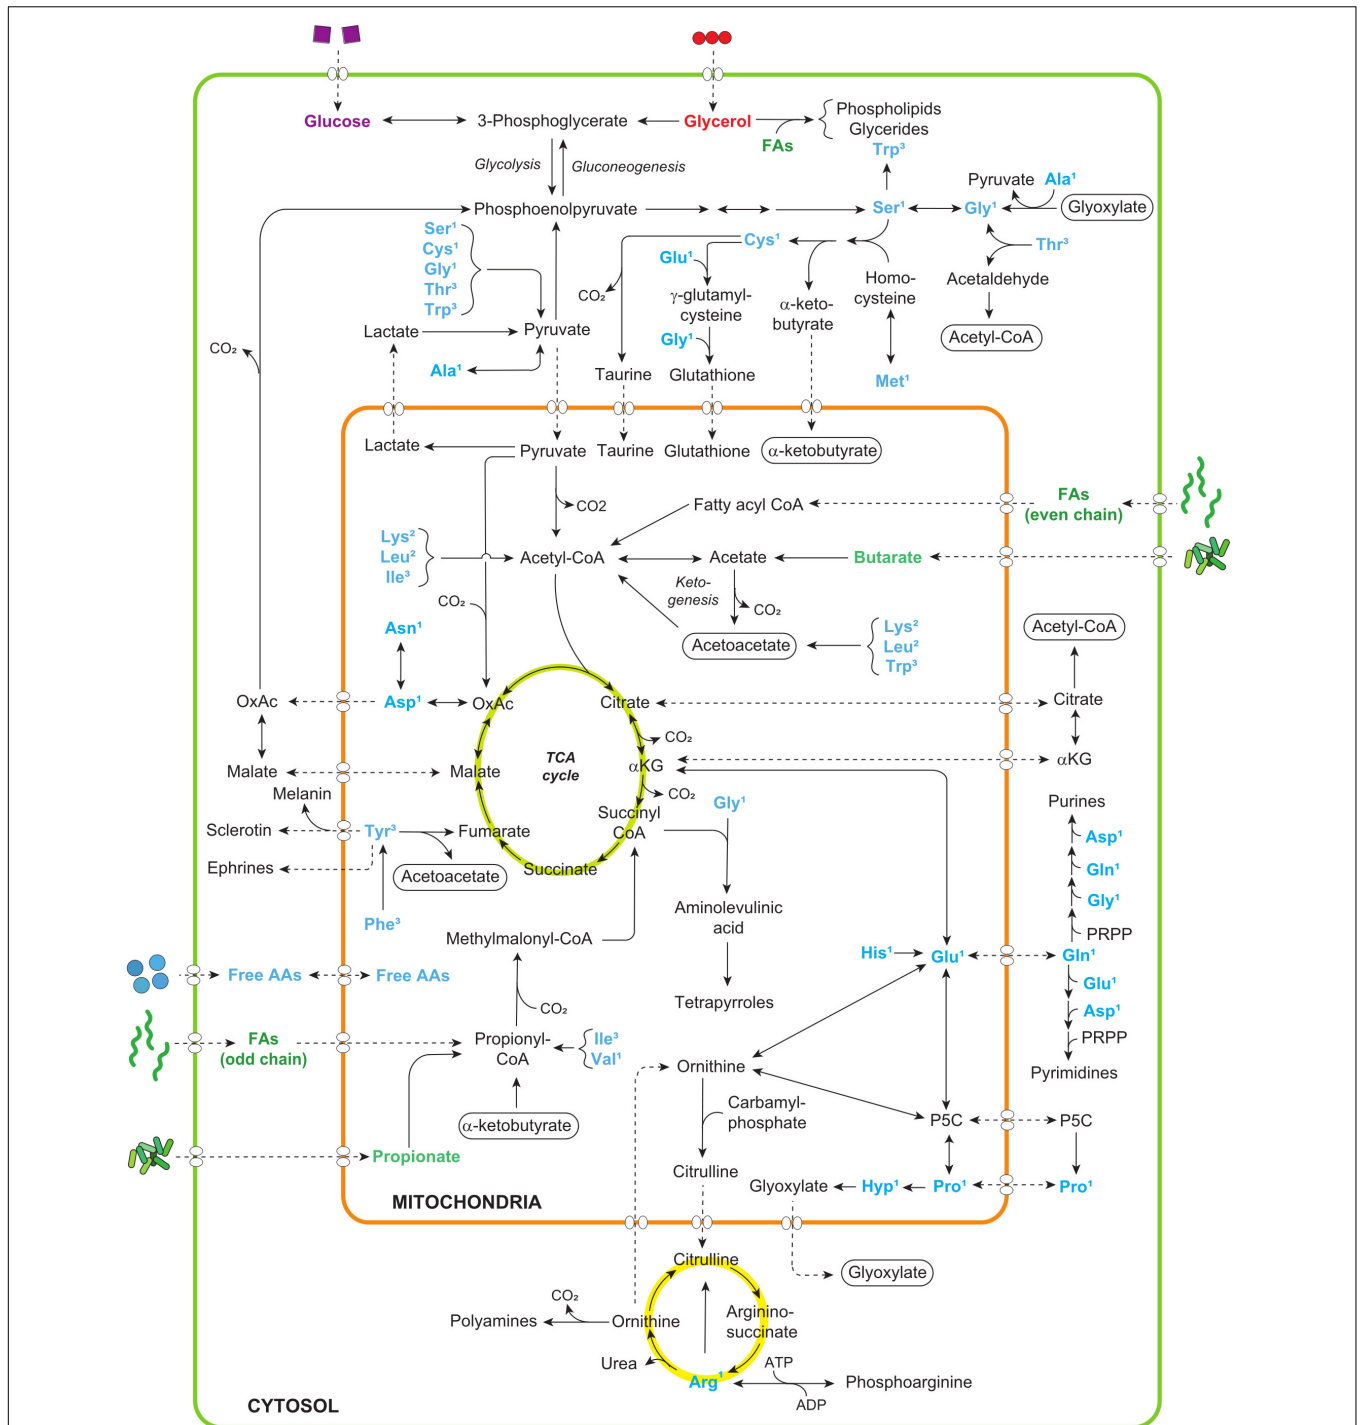 Glucose
3-Phosphoglycerate
Glycerol
Phospholipids
Glycerides
FAs
Trp³
Glycolysis
Gluconeogenesis
Pyruvate
Ala¹
Phosphoenolpyruvate
Ser¹
Gly¹
Glyoxylate
Ser¹
Cys¹
Gly¹
Thr³
Trp³
Cys¹
Glu¹
Thr³
CO₂
γ-glutamyl-
cysteine
α-keto-
butyrate
Homo-
cysteine
Acetaldehyde
Lactate
Pyruvate
Gly¹
Acetyl-CoA
CO₂
Ala¹
Taurine
Glutathione
Met¹
Lactate
Pyruvate
Taurine
Glutathione
α-ketobutyrate
CO2
Fatty acyl CoA
FAs
(even chain)
Lys²
Leu²
Ile³
Acetyl-CoA
Acetate
Butarate
Keto-
genesis
CO₂
CO₂
Asn¹
Acetoacetate
Lys²
Leu²
Trp³
Acetyl-CoA
OxAc
Asp¹
OxAc
Citrate
Citrate
TCA
cycle
CO₂
Malate
Malate
αKG
αKG
CO₂
Melanin
Succinyl
CoA
Gly¹
Purines
Sclerotin
Tyr³
Fumarate
Asp¹
Ephrines
Acetoacetate
Succinate
Gln¹
Gly¹
Phe³
Aminolevulinic
acid
PRPP
Methylmalonyl-CoA
His¹
Glu¹
Gln¹
Free AAs
Free AAs
Glu¹
Tetrapyrroles
CO₂
Asp¹
FAs
(odd chain)
Propionyl-
CoA
Ile³
Val¹
PRPP
Ornithine
Pyrimidines
α-ketobutyrate
Carbamyl-
phosphate
P5C
P5C
Propionate
Citrulline
Glyoxylate
Hyp¹
Pro¹
Pro¹
MITOCHONDRIA
Citrulline
Glyoxylate
CO₂
Polyamines
Ornithine
Arginino-
succinate
Urea
ATP
Arg¹
Phosphoarginine
ADP
CYTOSOL